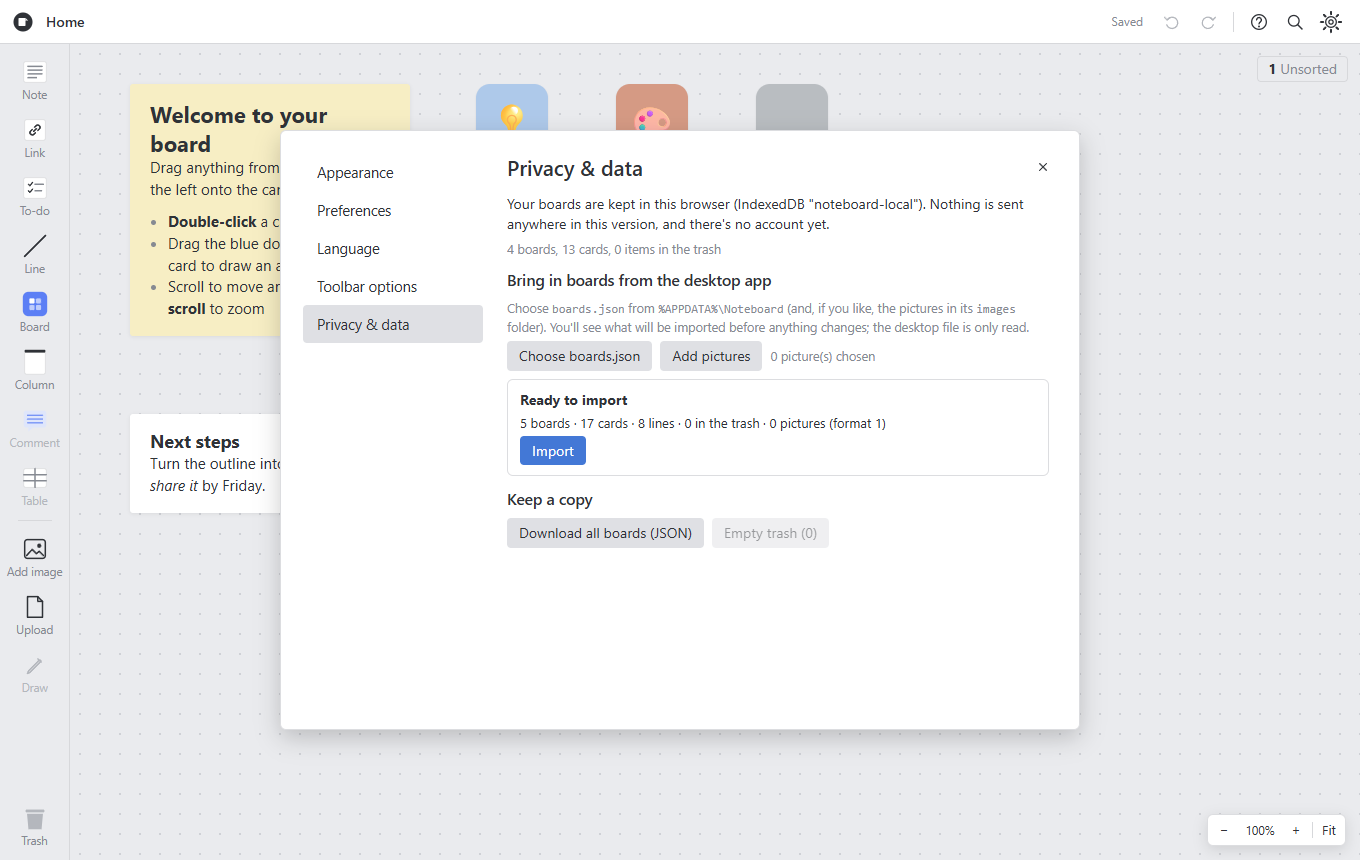 Home
Saved
1 Unsorted
Note
Link
To-do
Line
Board
Column
Comment
Table
Add image
Upload
Draw
Trash
Welcome to your
board
Drag anything from
the left onto the
Double-click a
Drag the blue
card to draw an
Scroll to move
scroll to zoom
Next steps
Turn the outline
share it by Friday.
Appearance
Preferences
Language
Toolbar options
Privacy & data
Privacy & data
×
Your boards are kept in this browser (IndexedDB "noteboard-local"). Nothing is sent
anywhere in this version, and there's no account yet.
4 boards, 13 cards, 0 items in the trash
Bring in boards from the desktop app
Choose boards.json from %APPDATA%\Noteboard (and, if you like, the pictures in its images
folder). You'll see what will be imported before anything changes; the desktop file is only read.
Choose boards.json
Add pictures
0 picture(s) chosen
Ready to import
5 boards · 17 cards · 8 lines · 0 in the trash · 0 pictures (format 1)
Import
Keep a copy
Download all boards (JSON)
Empty trash (0)
− 100% + Fit